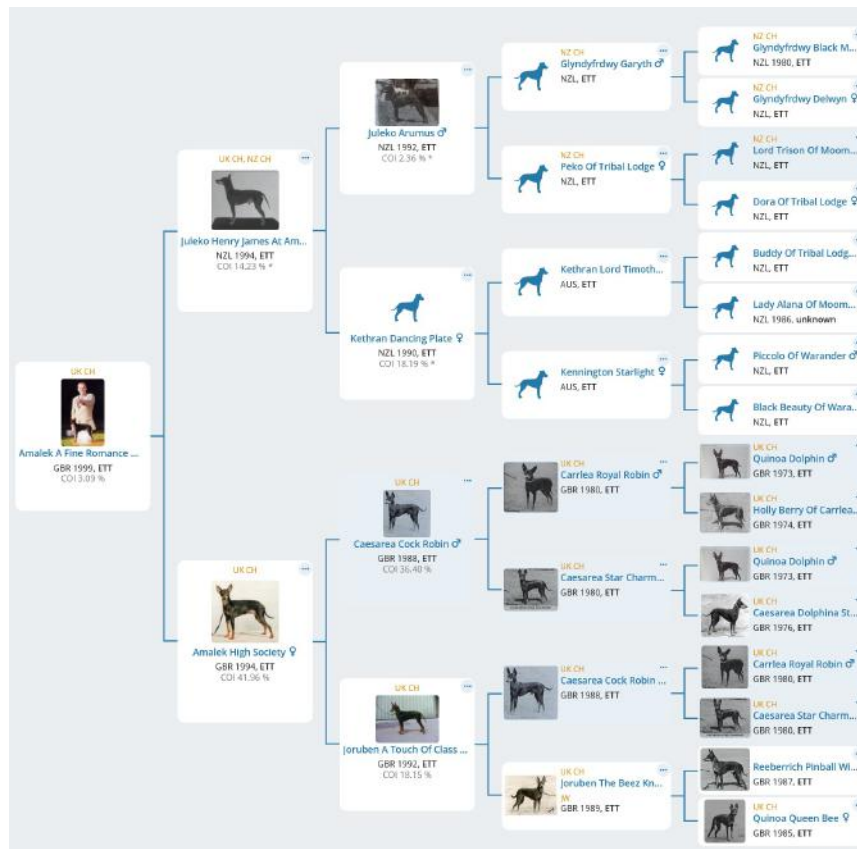 UK CH
Amalek A Fine Romance ...
GBR 1999, ETT
COI 3.09 %
UK CH, NZ CH
Juleko Henry James At Am...
NZL 1994, ETT
COI 14.23 % *
UK CH
Amalek High Society ♀
GBR 1994, ETT
COI 41.96 %
Juleko Arumus ♂
NZL 1992, ETT
COI 2.36 % *
Kethran Dancing Place ♀
NZL 1990, ETT
COI 18.19 % *
UK CH
Caesarea Cock Robin ♂
GBR 1988, ETT
COI 36.40 %
UK CH
Joruben A Touch Of Class ...
GBR 1992, ETT
COI 18.15 %
NZ CH
Glyndyfrdwy Garyth ♂
NZL, ETT
NZ CH
Peko Of Tribal Lodge ♀
NZL, ETT
Kethran Lord Timoth...
AUS, ETT
Kennington Starlight ♀
AUS, ETT
UK CH
Carrlea Royal Robin ♂
GBR 1980, ETT
UK CH
Caesarea Star Charm...
GBR 1980, ETT
UK CH
Caesarea Cock Robin ...
GBR 1988, ETT
UK CH
Joruben The Beez Kn...
JW
GBR 1989, ETT
NZ CH
Glyndyfrdwy Black M...
NZL 1980, ETT
NZ CH
Glyndyfrdwy Delwyn ♀
NZL, ETT
NZ CH
Lord Trison Of Moom...
NZL, ETT
Dora Of Tribal Lodge ♀
NZL, ETT
Buddy Of Tribal Lodg...
NZL, ETT
Lady Alana Of Moom...
NZL 1986, unknown
Piccolo Of Warander ♂
NZL, ETT
Black Beauty Of Wara...
NZL, ETT
UK CH
Quinoa Dolphin ♂
GBR 1973, ETT
UK CH
Holly Berry Of Carrlea...
GBR 1974, ETT
UK CH
Quinoa Dolphin ♂
GBR 1973, ETT
UK CH
Caesarea Dolphina St...
GBR 1976, ETT
UK CH
Carrlea Royal Robin ♂
GBR 1980, ETT
UK CH
Caesarea Star Charm...
GBR 1980, ETT
Reeberrich Pinball Wi...
GBR 1987, ETT
UK CH
Quinoa Queen Bee ♀
GBR 1985, ETT